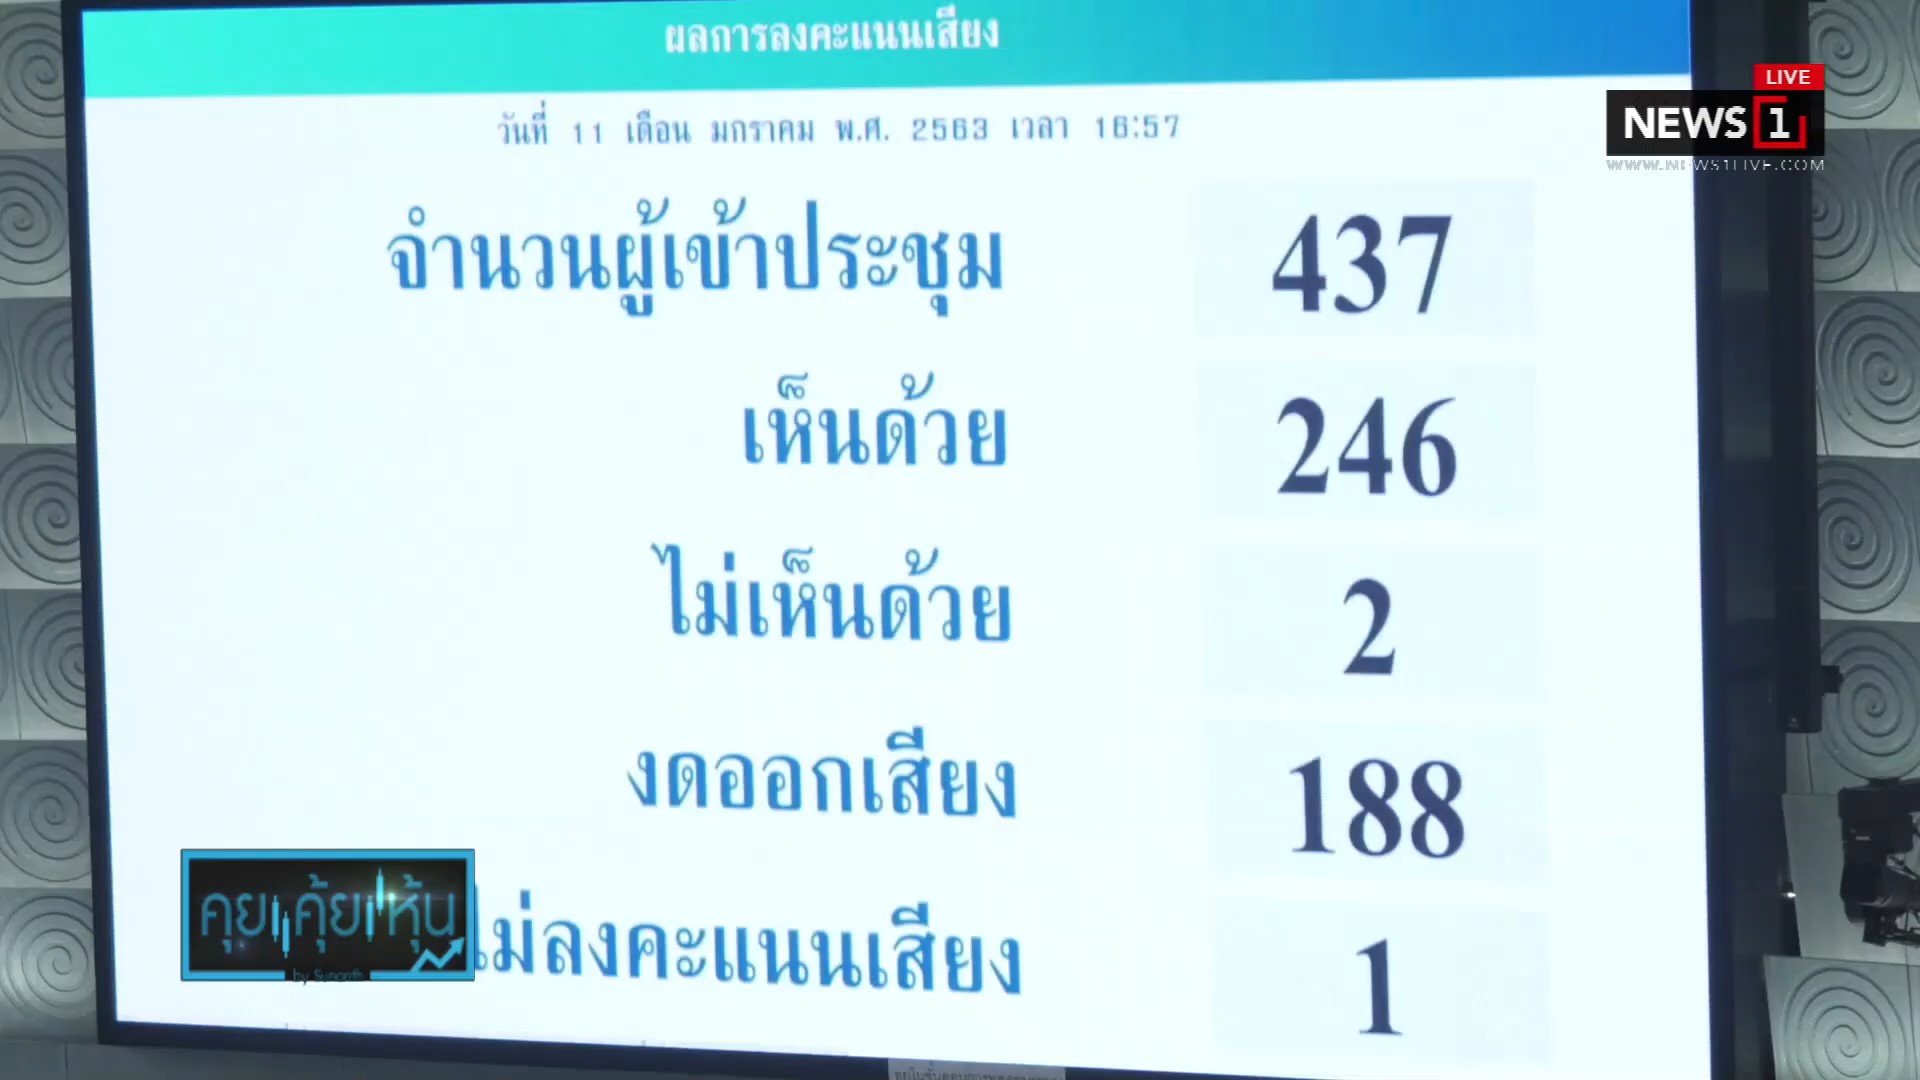 ผลการลงคะแนนเสียง
LIVE
NEWS 1
WWW.NEWS1LIVE.COM
วันที่ 11 เดือน มกราคม พ.ศ. 2563 เวลา 16:57
จำนวนผู้เข้าประชุม 437
เห็นด้วย 246
ไม่เห็นด้วย 2
งดออกเสียง 188
ไม่ลงคะแนนเสียง 1
คุย คุ้ย หุ้น